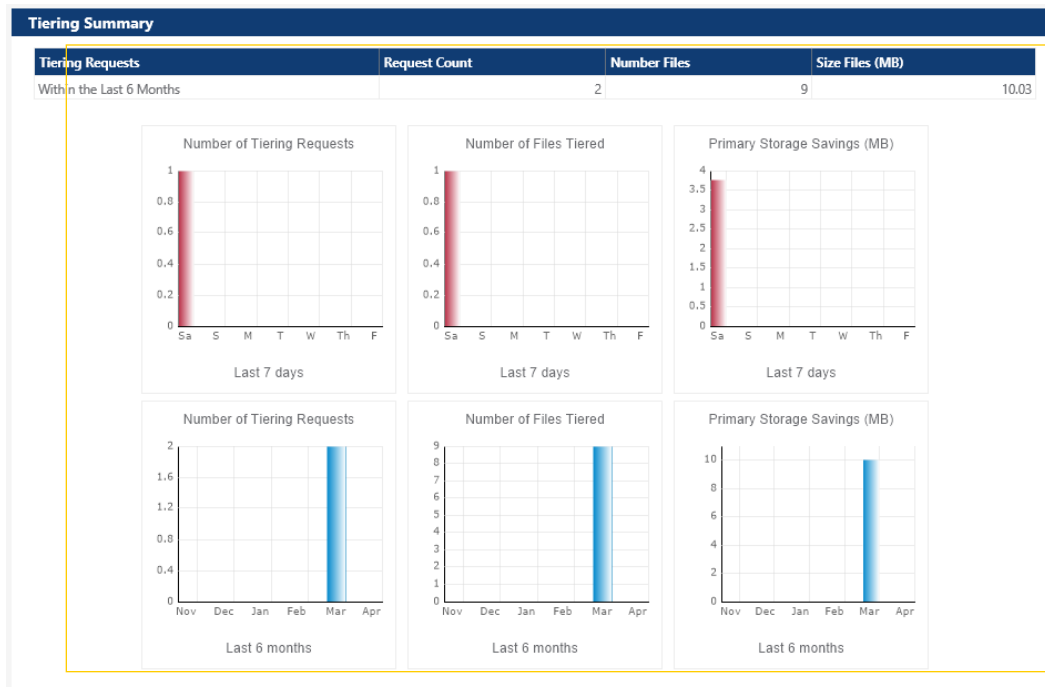 Tiering Summary
Tiering Requests Request Count Number Files Size Files (MB)
Within the Last 6 Months 2 9 10.03
Number of Tiering Requests
1
0.8
0.6
0.4
0.2
0
Sa S M T W Th F
Last 7 days
Number of Files Tiered
1
0.8
0.6
0.4
0.2
0
Sa S M T W Th F
Last 7 days
Primary Storage Savings (MB)
4
3.5
3
2.5
2
1.5
1
0.5
0
Sa S M T W Th F
Last 7 days
Number of Tiering Requests
2
1.6
1.2
0.8
0.4
0
Nov Dec Jan Feb Mar Apr
Last 6 months
Number of Files Tiered
9
8
7
6
5
4
3
2
1
0
Nov Dec Jan Feb Mar Apr
Last 6 months
Primary Storage Savings (MB)
10
8
6
4
2
0
Nov Dec Jan Feb Mar Apr
Last 6 months